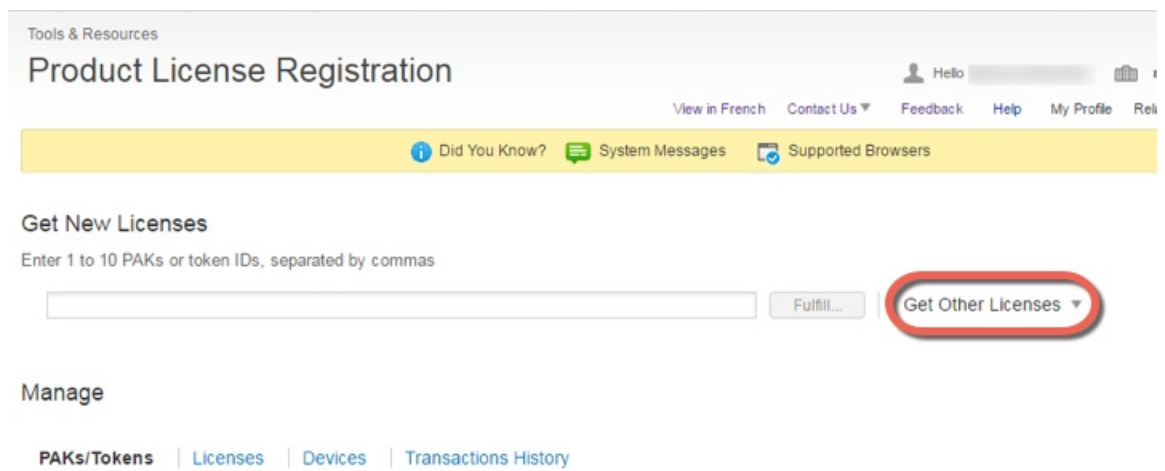 Tools & Resources
Product License Registration
Hello
View in French Contact Us Feedback Help My Profile
Did You Know? System Messages Supported Browsers
Get New Licenses
Enter 1 to 10 PAKs or token IDs, separated by commas
Fulfill... Get Other Licenses
Manage
PAKs/Tokens Licenses Devices Transactions History